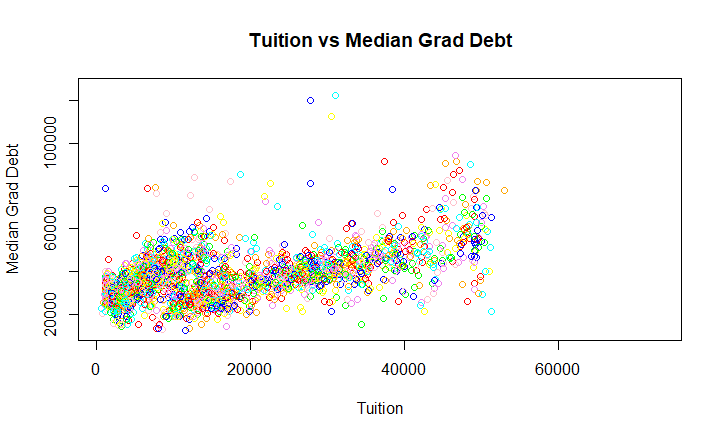 Tuition vs Median Grad Debt
Median Grad Debt
100000
60000
20000
0 20000 40000 60000
Tuition